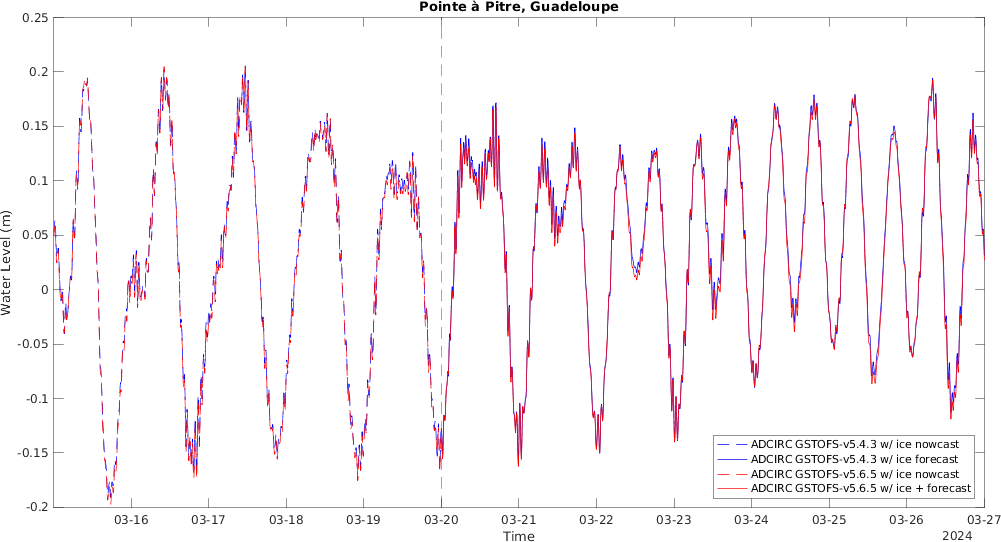 Pointe à Pitre, Guadeloupe
0.25
0.2
0.15
0.1
0.05
0
-0.05
-0.1
-0.15
-0.2
Water Level (m)
ADCIRC GSTOFS-v5.4.3 w/ ice nowcast
ADCIRC GSTOFS-v5.4.3 w/ ice forecast
ADCIRC GSTOFS-v5.6.5 w/ ice nowcast
ADCIRC GSTOFS-v5.6.5 w/ ice + forecast
03-16 03-17 03-18 03-19 03-20 03-21 03-22 03-23 03-24 03-25 03-26 03-27
Time
2024